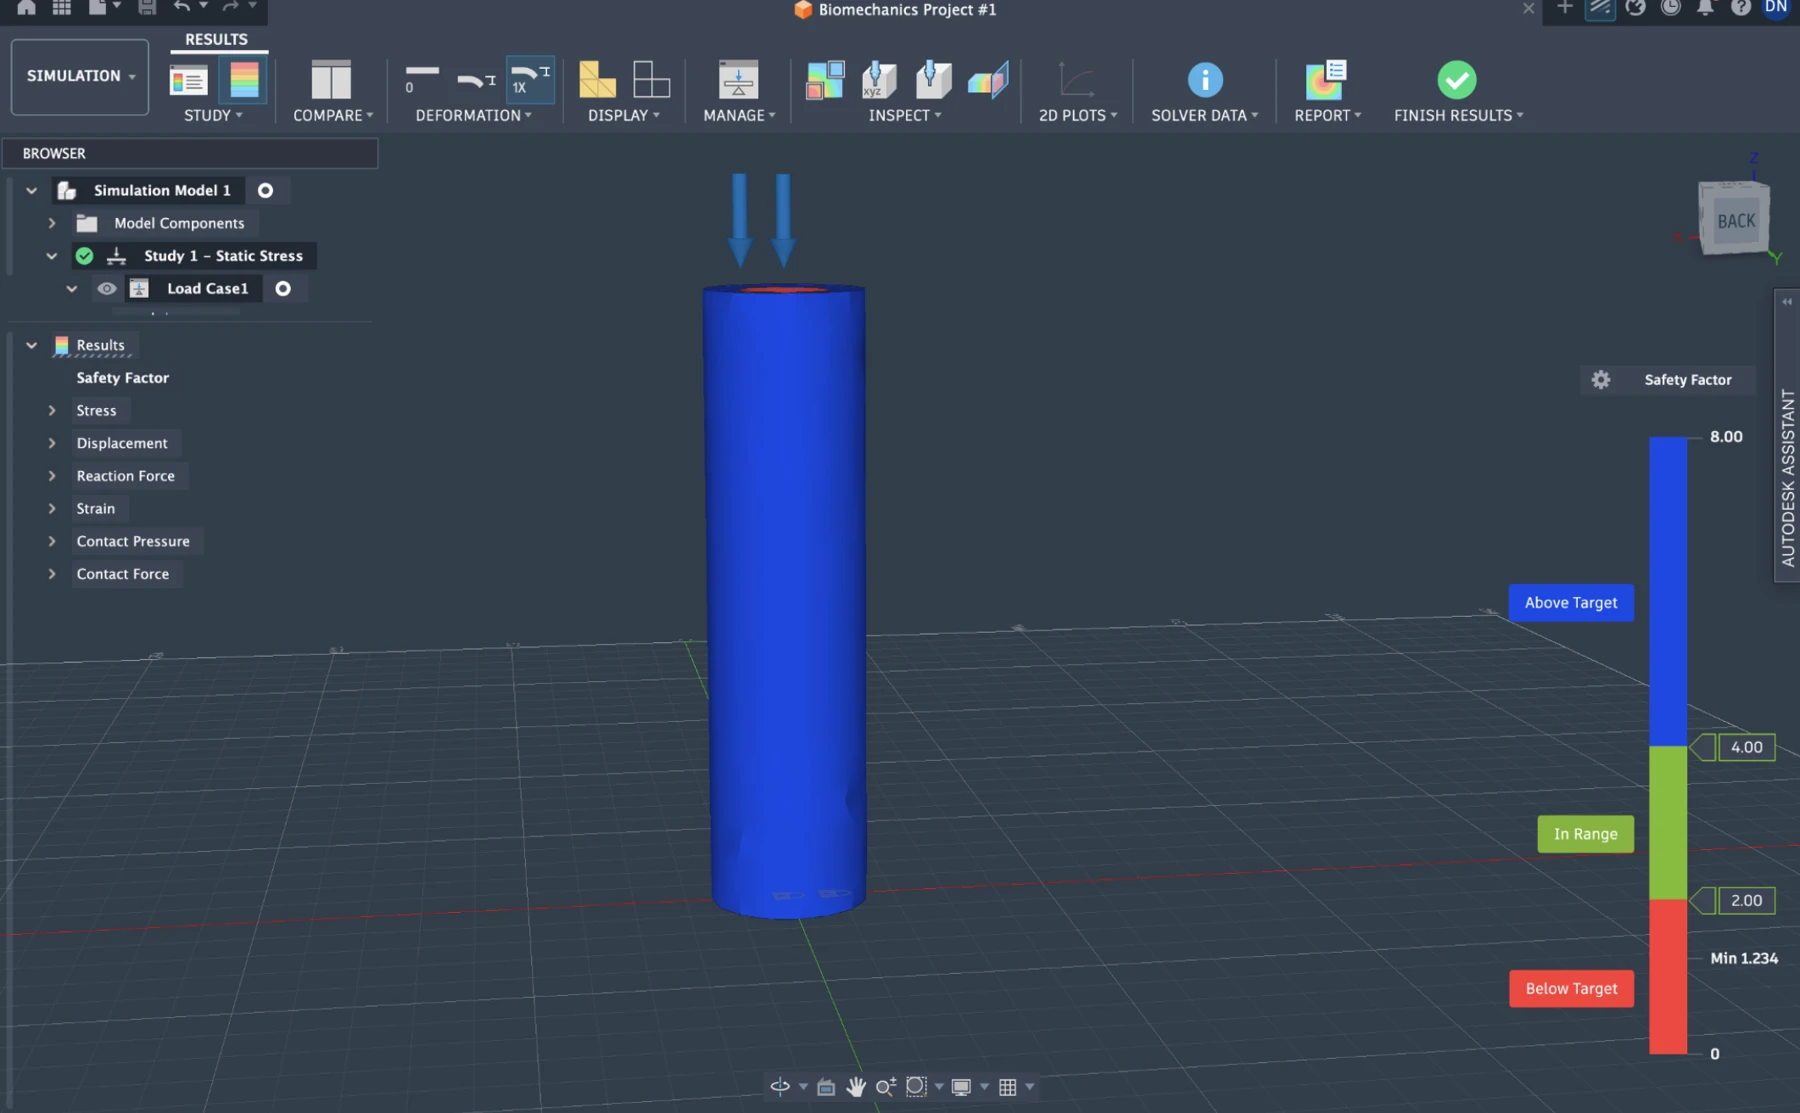 Biomechanics Project #1
DN
RESULTS
SIMULATION
0
1X
xyz
STUDY
COMPARE
DEFORMATION
DISPLAY
MANAGE
INSPECT
2D PLOTS
SOLVER DATA
REPORT
FINISH RESULTS
BROWSER
Simulation Model 1
Model Components
Study 1 - Static Stress
Load Case1
Results
Safety Factor
Stress
Displacement
Reaction Force
Strain
Contact Pressure
Contact Force
Z
BACK
X
Y
AUTODESK ASSISTANT
Safety Factor
8.00
Above Target
4.00
In Range
2.00
Min 1.234
Below Target
0